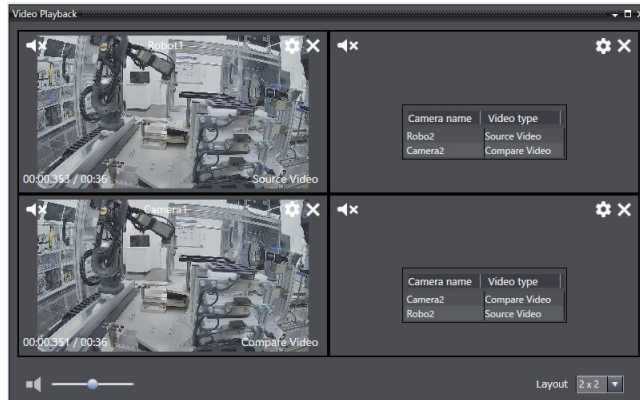 Video Playback
Robot1
00:00.353 / 00:36 Source Video
Camera name Video type
Robo2 Source Video
Camera2 Compare Video
Camera1
00:00.351 / 00:36 Compare Video
Camera name Video type
Camera2 Compare Video
Robo2 Source Video
Layout 2 x 2